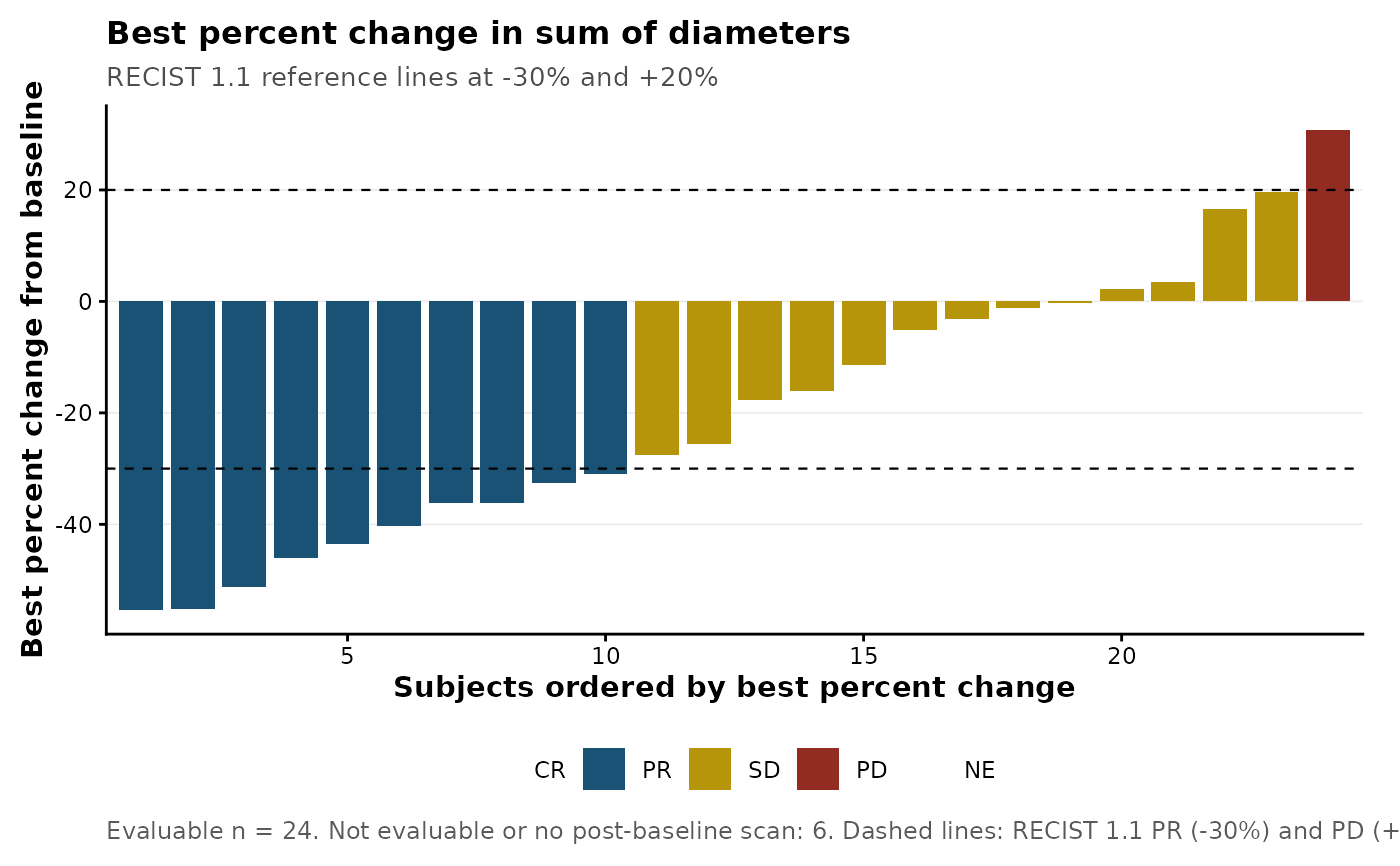 Best percent change in sum of diameters
RECIST 1.1 reference lines at -30% and +20%
Best percent change from baseline
20
0
-20
-40
5
10
15
20
Subjects ordered by best percent change
CR
PR
SD
PD
NE
Evaluable n = 24. Not evaluable or no post-baseline scan: 6. Dashed lines: RECIST 1.1 PR (-30%) and PD (+